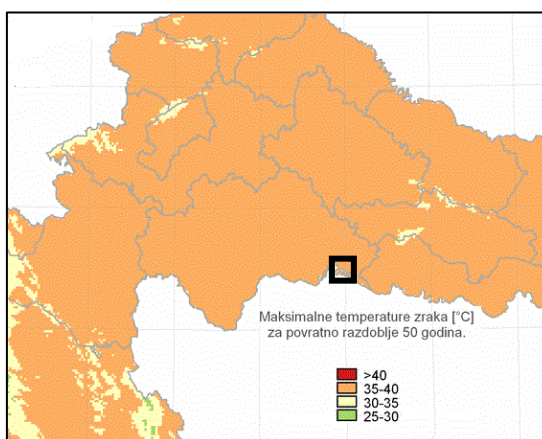 Maksimalne temperature zraka [°C]
za povratno razdoblje 50 godina.
>40
35-40
30-35
25-30